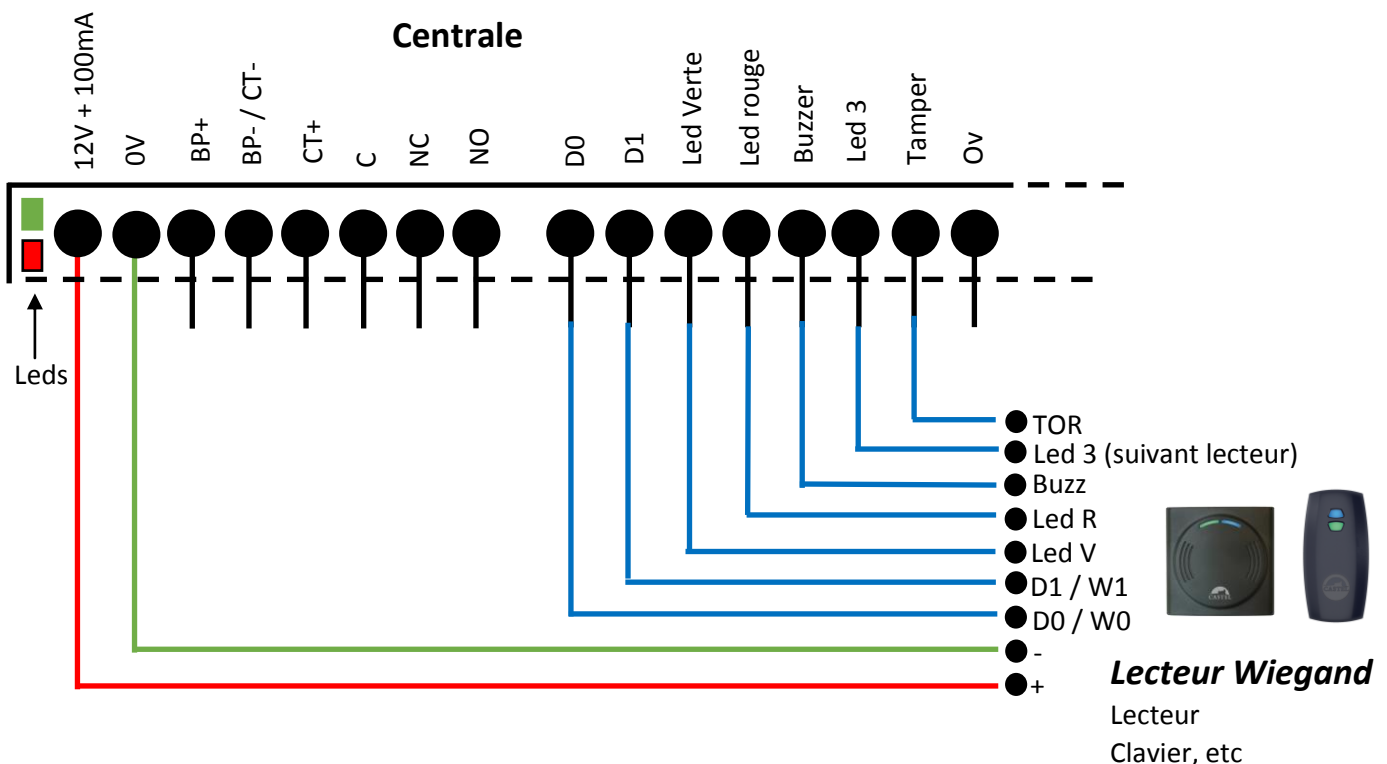 Centrale
12V + 100mA
0V
BP+
BP- / CT-
CT+
C
NC
NO
D0
D1
Led Verte
Led rouge
Buzzer
Led 3
Tamper
Ov
Leds
TOR
Led 3 (suivant lecteur)
Buzz
Led R
Led V
D1 / W1
D0 / W0
-
+
CASTEL
CASTEL
Lecteur Wiegand
Lecteur
Clavier, etc